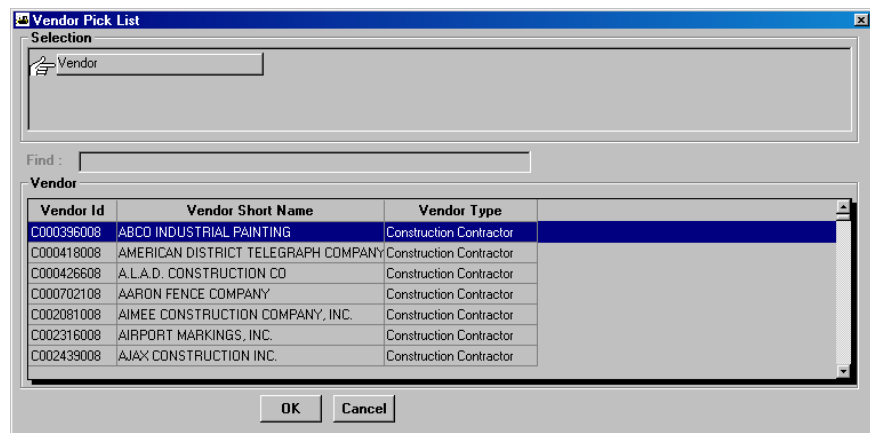 Vendor Pick List
Selection
Vendor
Find :
Vendor
Vendor Id Vendor Short Name Vendor Type
C000396008 ABCO INDUSTRIAL PAINTING Construction Contractor
C000418008 AMERICAN DISTRICT TELEGRAPH COMPANY Construction Contractor
C000426608 A.L.A.D. CONSTRUCTION CO Construction Contractor
C000702108 AARON FENCE COMPANY Construction Contractor
C002081008 AIMEE CONSTRUCTION COMPANY, INC. Construction Contractor
C002316008 AIRPORT MARKINGS, INC. Construction Contractor
C002439008 AJAX CONSTRUCTION INC. Construction Contractor
OK Cancel